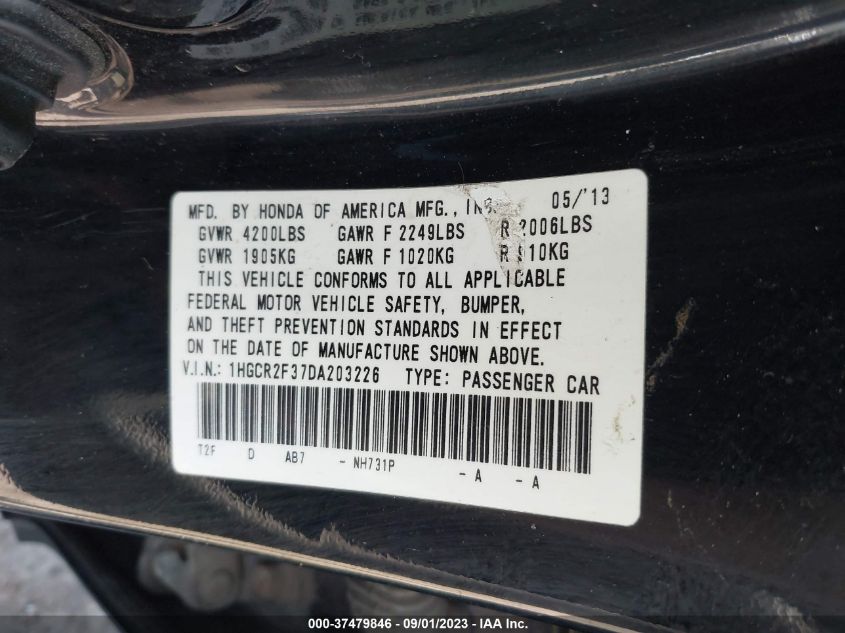 MFD. BY HONDA OF AMERICA MFG., INC. 05/'13
GVWR 4200LBS GAWR F 2249LBS R 2006LBS
GVWR 1905KG GAWR F 1020KG R 910KG
THIS VEHICLE CONFORMS TO ALL APPLICABLE
FEDERAL MOTOR VEHICLE SAFETY, BUMPER,
AND THEFT PREVENTION STANDARDS IN EFFECT
ON THE DATE OF MANUFACTURE SHOWN ABOVE.
V.I.N.: 1HGCR2F37DA203226 TYPE: PASSENGER CAR
T2F D AB7 - NH731P - A - A
000-37479846 - 09/01/2023 - IAA Inc.